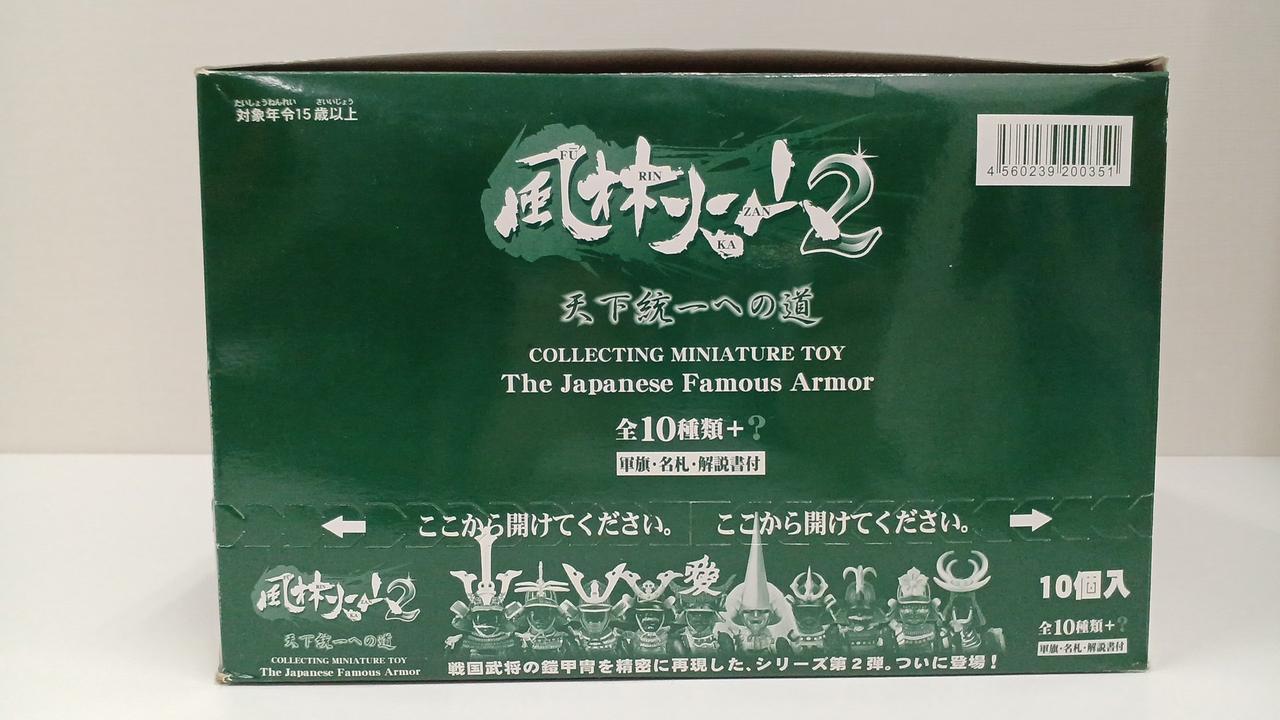 だいしょうねんれい さいいじょう
対象年令15歳以上
4 560239 200351
風林火山2
FŪ RIN KA ZAN
天下統一への道
COLLECTING MINIATURE TOY
The Japanese Famous Armor
全10種類+?
軍旗・名札・解説書付
ここから開けてください。 ここから開けてください。
愛
風林火山2
天下統一への道
COLLECTING MINIATURE TOY
The Japanese Famous Armor
戦国武将の鎧甲冑を精密に再現した、シリーズ第2弾。ついに登場!
10個入
全10種類+?
軍旗・名札・解説書付